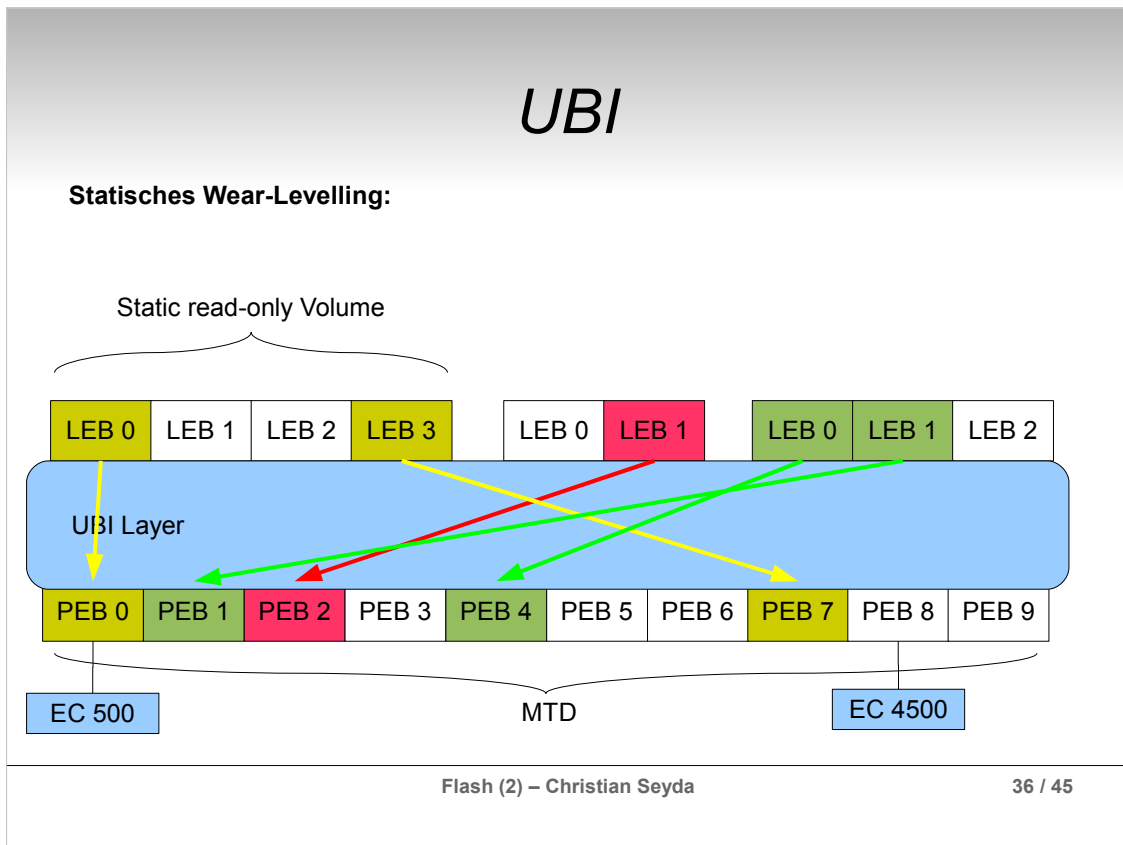 UBI
Statisches Wear-Levelling:
Static read-only Volume
LEB 0 LEB 1 LEB 2 LEB 3 LEB 0 LEB 1 LEB 0 LEB 1 LEB 2
UBI Layer
PEB 0 PEB 1 PEB 2 PEB 3 PEB 4 PEB 5 PEB 6 PEB 7 PEB 8 PEB 9
EC 500 MTD EC 4500
Flash (2) – Christian Seyda 36 / 45